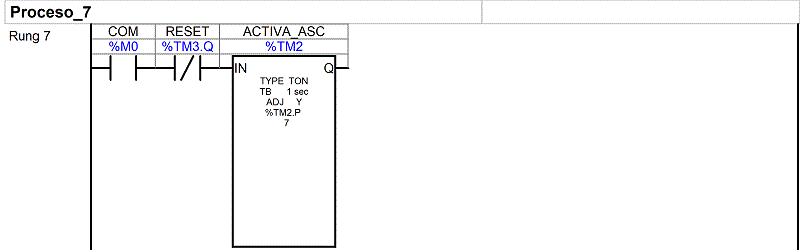 Proceso_7
Rung 7
COM RESET ACTIVA_ASC
%M0 %TM3.Q %TM2
IN Q
TYPE TON
TB 1 sec
ADJ Y
%TM2.P
7